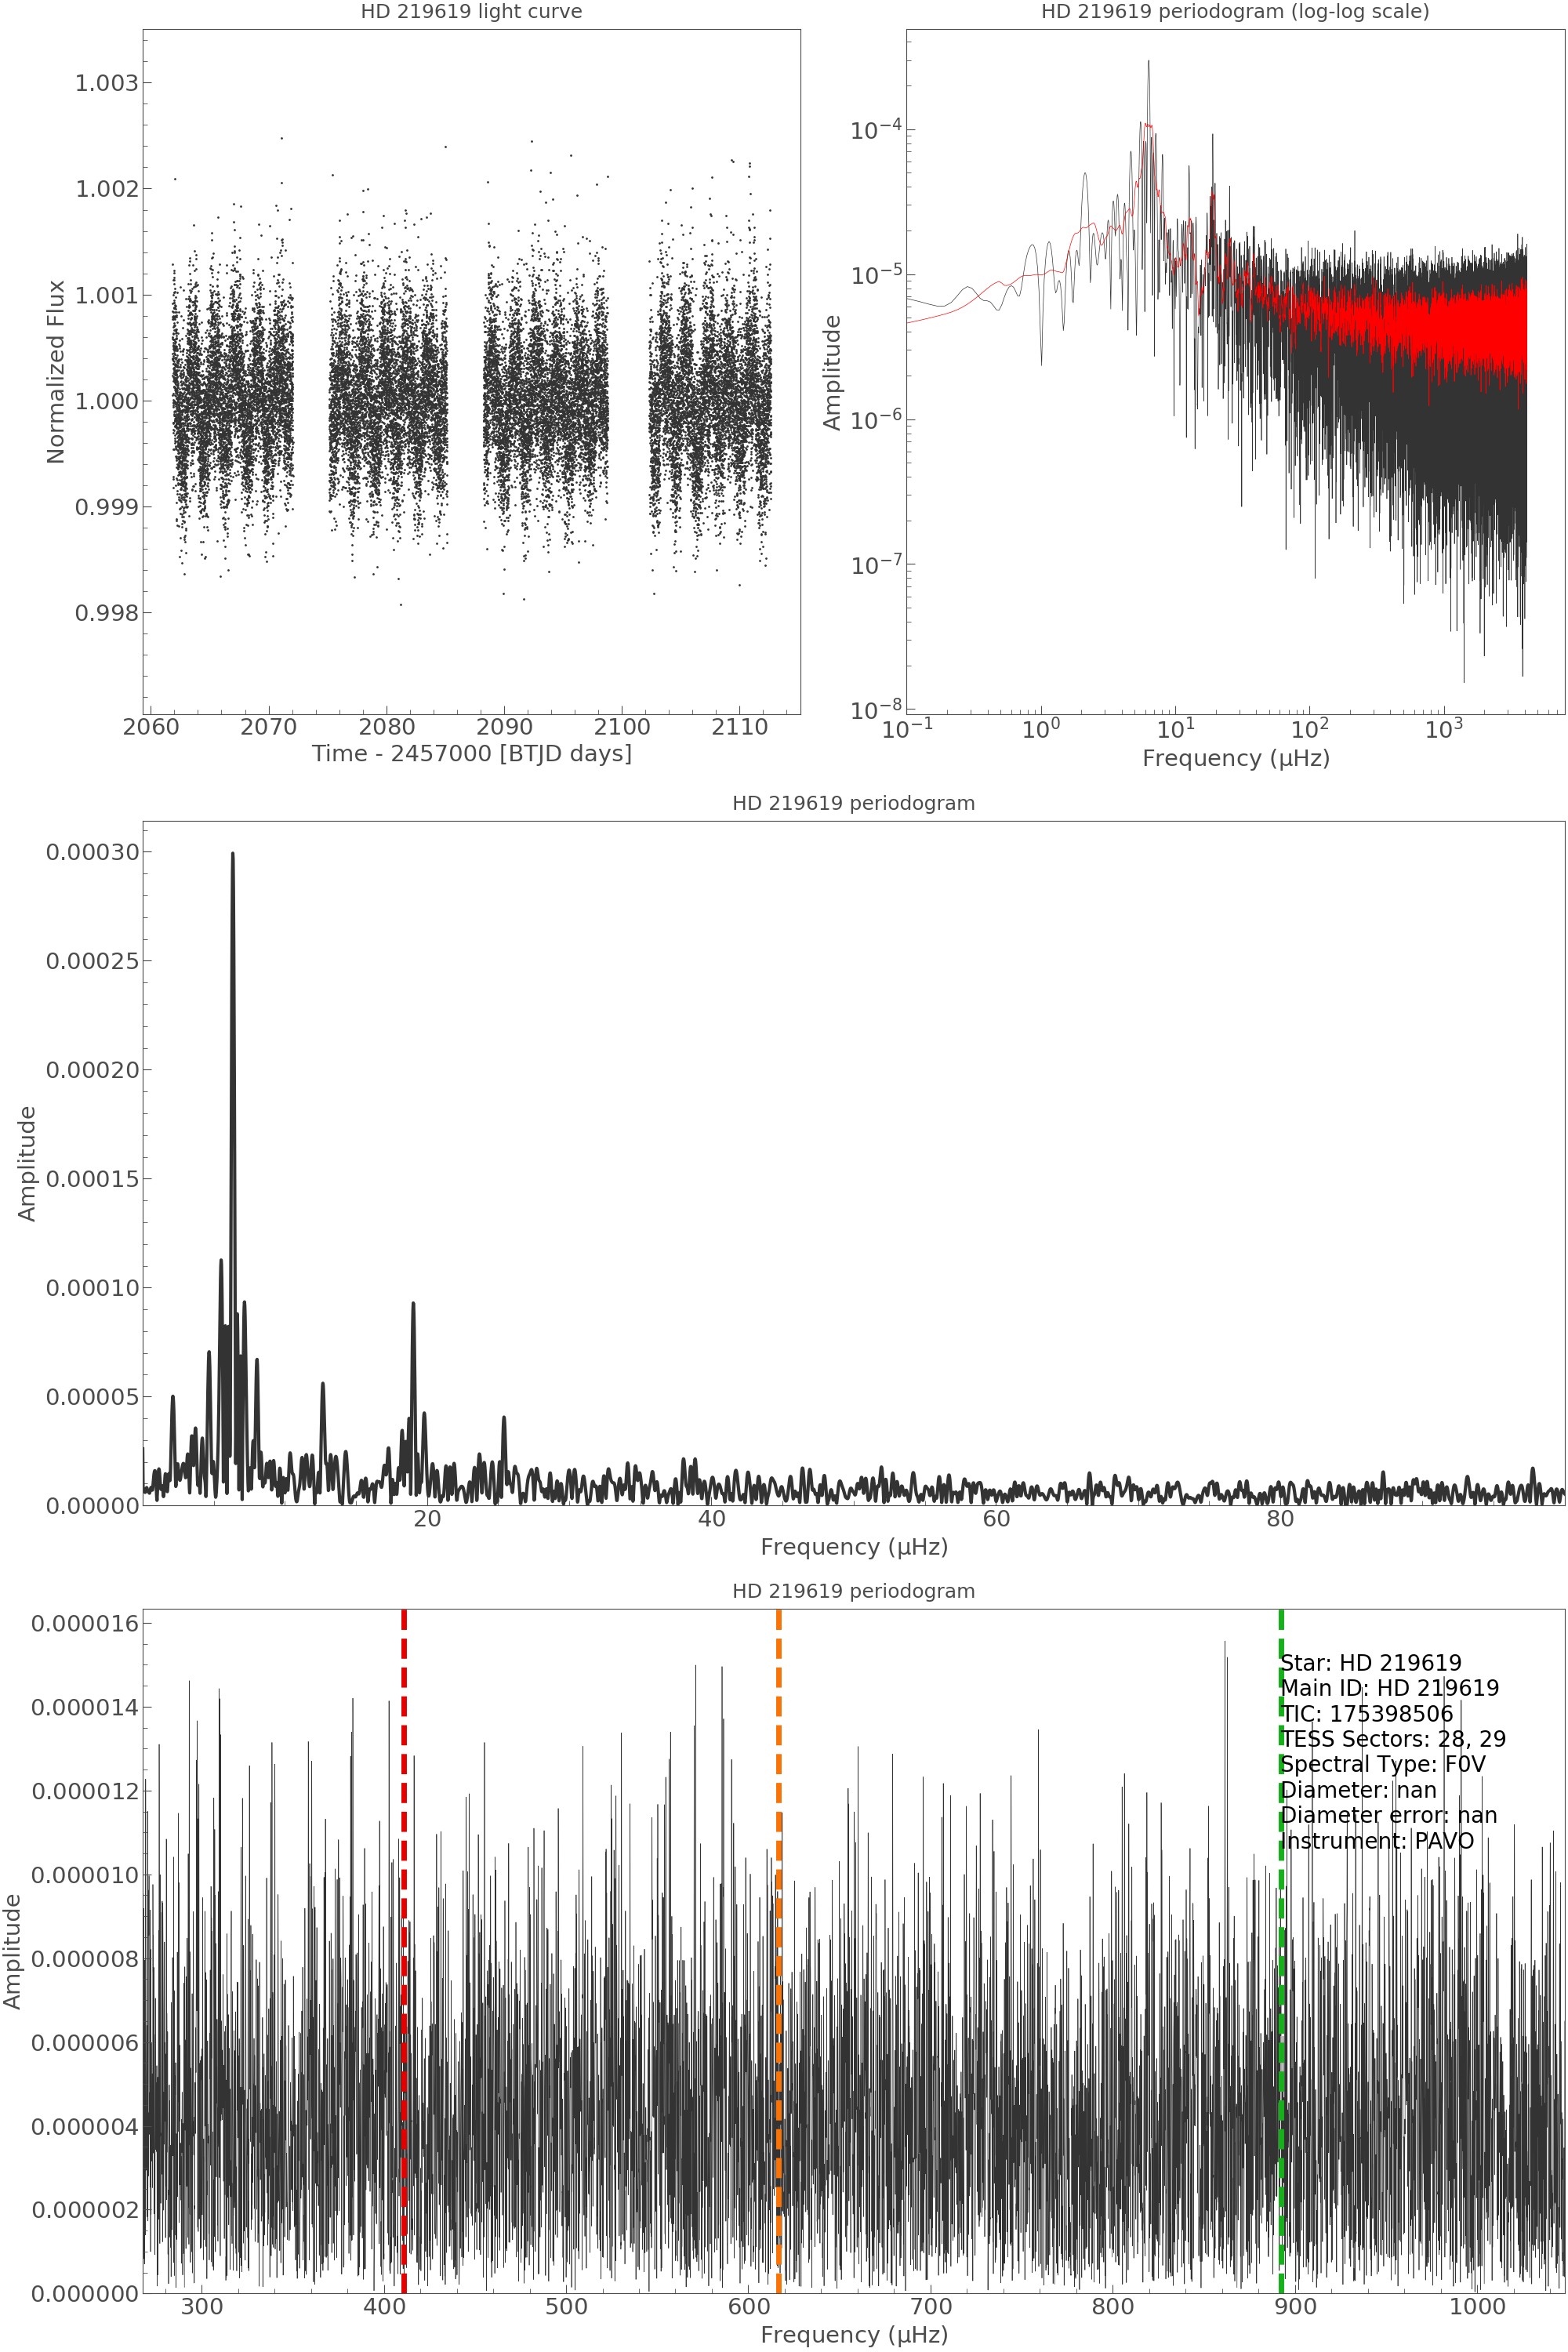 HD 219619 light curve
1.003
1.002
1.001
1.000
0.999
0.998
Normalized Flux
2060 2070 2080 2090 2100 2110
Time - 2457000 [BTJD days]
HD 219619 periodogram (log-log scale)
10⁻⁴
10⁻⁵
10⁻⁶
10⁻⁷
10⁻⁸
Amplitude
10⁻¹ 10⁰ 10¹ 10² 10³
Frequency (µHz)
HD 219619 periodogram
0.00030
0.00025
0.00020
0.00015
0.00010
0.00005
0.00000
Amplitude
20 40 60 80
Frequency (µHz)
HD 219619 periodogram
0.000016
0.000014
0.000012
0.000010
0.000008
0.000006
0.000004
0.000002
0.000000
Amplitude
Star: HD 219619
Main ID: HD 219619
TIC: 175398506
TESS Sectors: 28, 29
Spectral Type: F0V
Diameter: nan
Diameter error: nan
Instrument: PAVO
300 400 500 600 700 800 900 1000
Frequency (µHz)